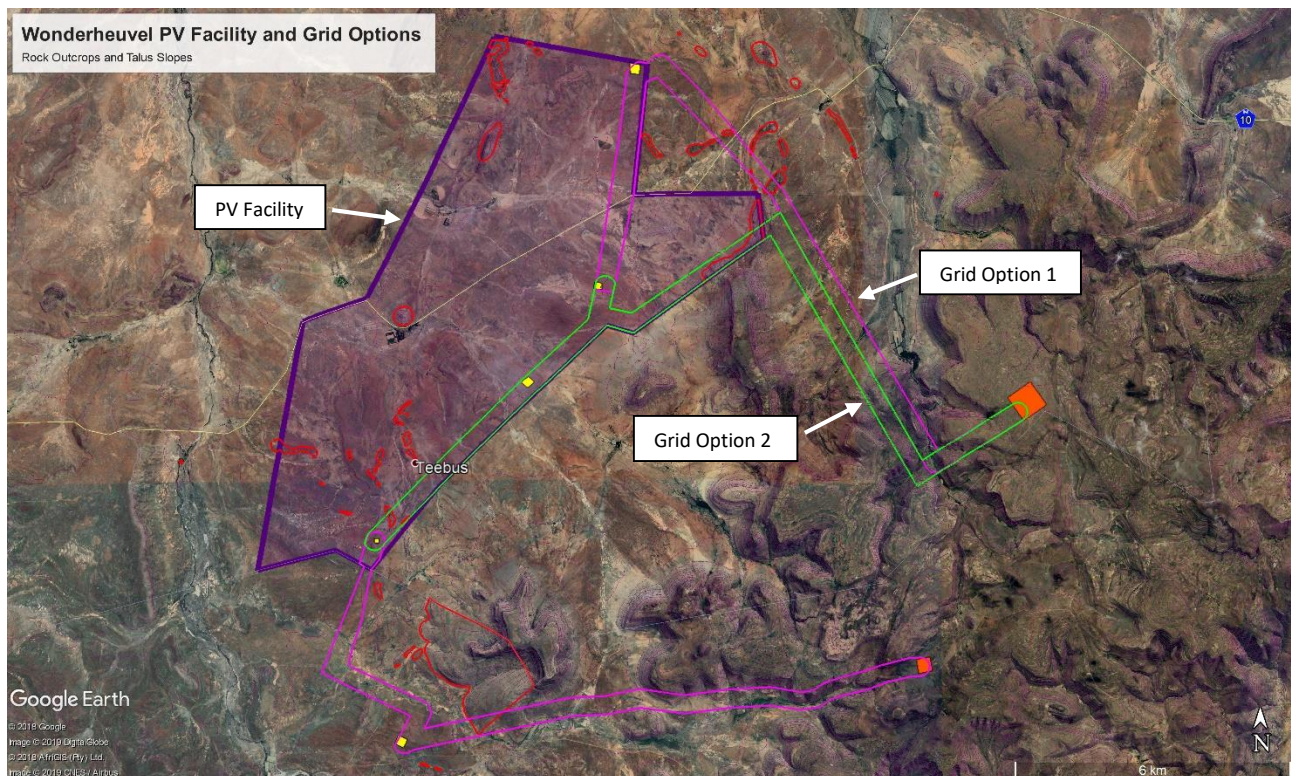 Wonderheuvel PV Facility and Grid Options
Rock Outcrops and Talus Slopes
10
PV Facility
Grid Option 1
Grid Option 2
Teebus
Google Earth
© 2018 Google
Image © 2019 DigitalGlobe
© 2018 AfriGIS (Pty) Ltd.
Image © 2019 CNES / Airbus
N
6 km